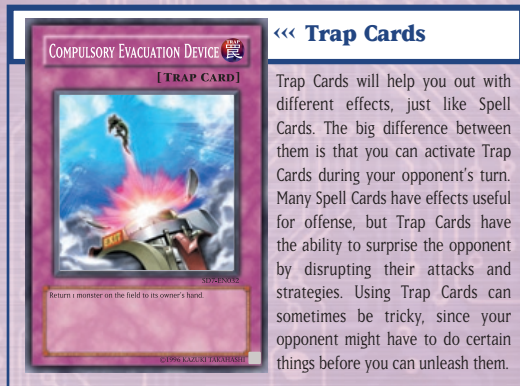 COMPULSORY EVACUATION DEVICE
TRAP
罠
[TRAP CARD]
EXIT
SD7-EN032
Return 1 monster on the field to its owner's hand.
©1996 KAZUKI TAKAHASHI
‹‹‹ Trap Cards
Trap Cards will help you out with
different effects, just like Spell
Cards. The big difference between
them is that you can activate Trap
Cards during your opponent's turn.
Many Spell Cards have effects useful
for offense, but Trap Cards have
the ability to surprise the opponent
by disrupting their attacks and
strategies. Using Trap Cards can
sometimes be tricky, since your
opponent might have to do certain
things before you can unleash them.